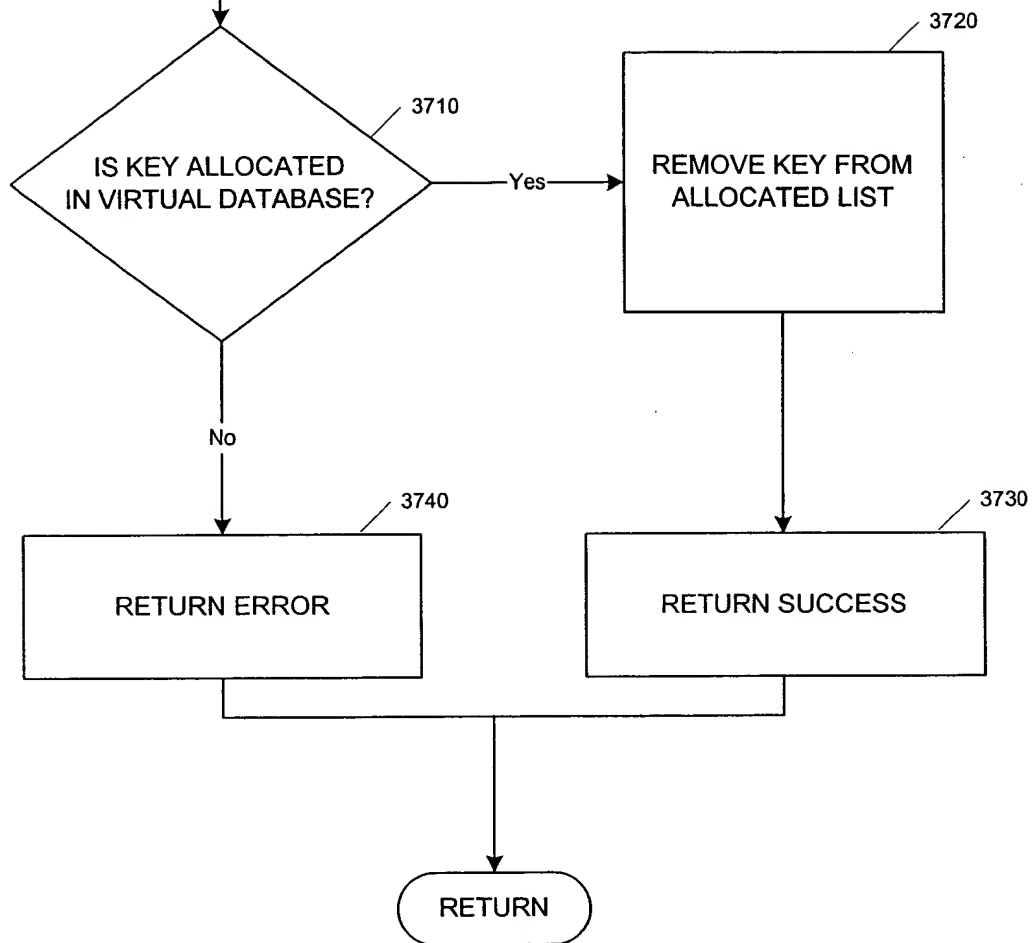 3710
IS KEY ALLOCATED
IN VIRTUAL DATABASE?
Yes
3720
REMOVE KEY FROM
ALLOCATED LIST
No
3740
RETURN ERROR
3730
RETURN SUCCESS
RETURN